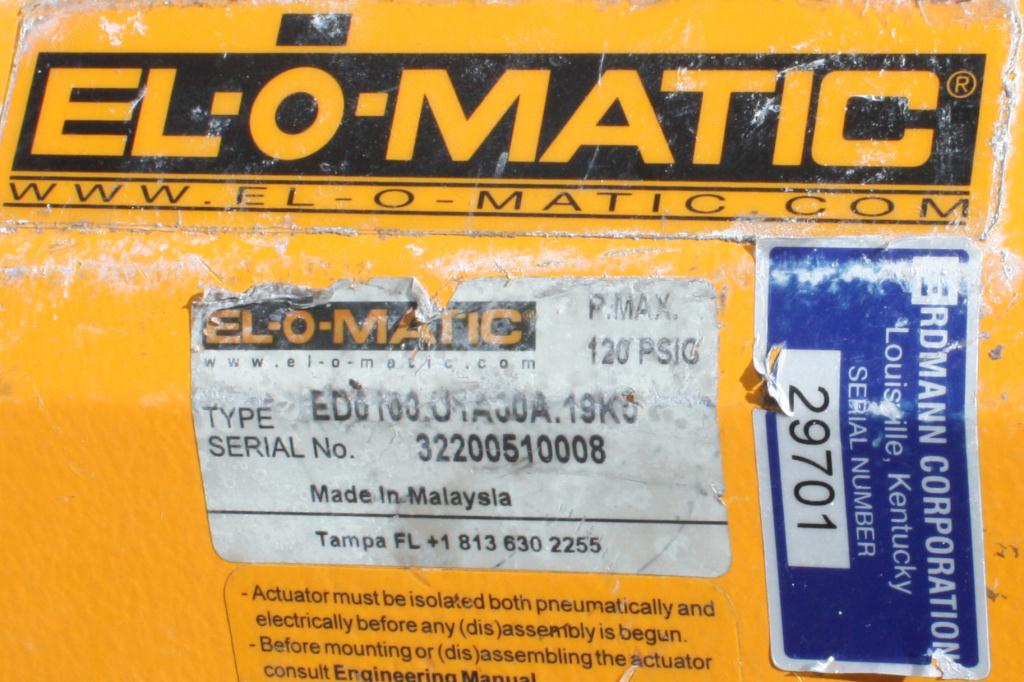 EL-O-MATIC®
WWW.EL-O-MATIC.COM
EL-O-MATIC
P.MAX.
www.el-o-matic.com
120 PSIG
TYPE
SERIAL No. 32200510008
Made In Malaysia
Tampa FL +1 813 630 2255
- Actuator must be isolated both pneumatically and
electrically before any (dis)assembly is begun.
- Before mounting or (dis)assembling the actuator
consult Engineering Manual
ERDMANN CORPORATION
Louisville, Kentucky
SERIAL NUMBER
29701